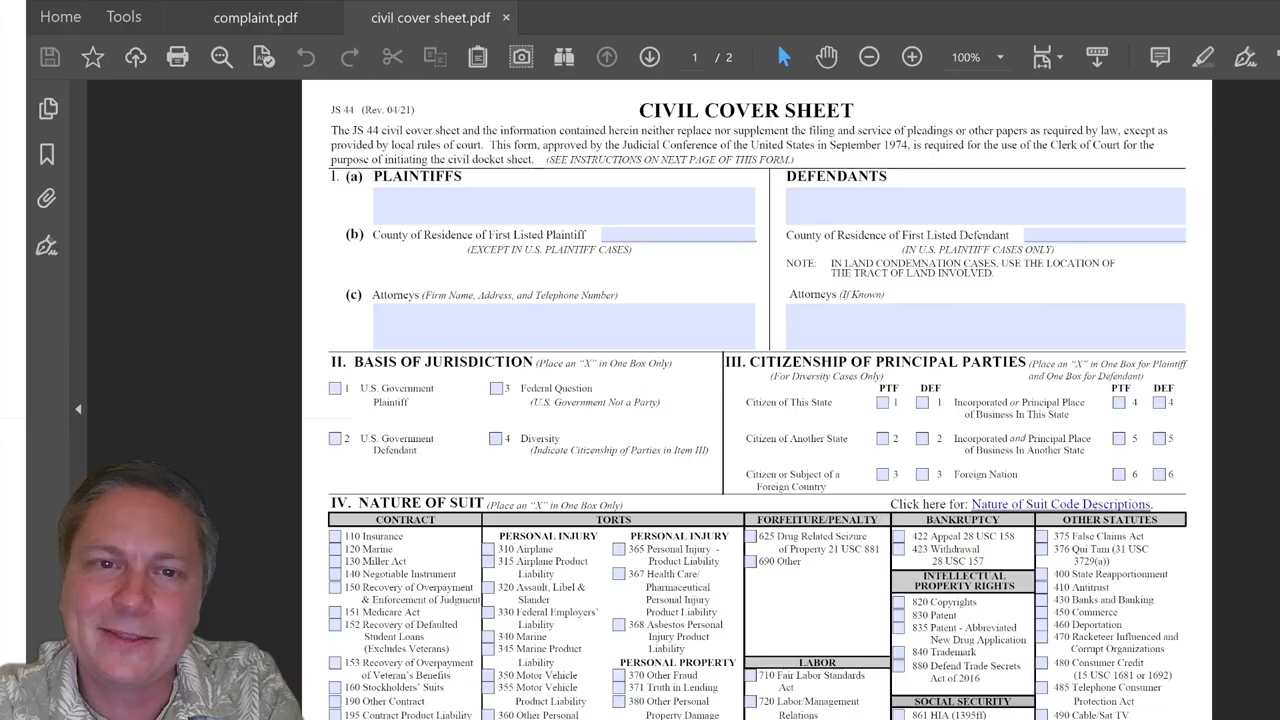 Home Tools complaint.pdf civil cover sheet.pdf ×
1 / 2 100%
JS 44 (Rev. 04/21)
CIVIL COVER SHEET
The JS 44 civil cover sheet and the information contained herein neither replace nor supplement the filing and service of pleadings or other papers as required by law, except as
provided by local rules of court. This form, approved by the Judicial Conference of the United States in September 1974, is required for the use of the Clerk of Court for the
purpose of initiating the civil docket sheet. (SEE INSTRUCTIONS ON NEXT PAGE OF THIS FORM.)
I. (a) PLAINTIFFS
(b) County of Residence of First Listed Plaintiff
(EXCEPT IN U.S. PLAINTIFF CASES)
(c) Attorneys (Firm Name, Address, and Telephone Number)
DEFENDANTS
County of Residence of First Listed Defendant
(IN U.S. PLAINTIFF CASES ONLY)
NOTE: IN LAND CONDEMNATION CASES, USE THE LOCATION OF
THE TRACT OF LAND INVOLVED.
Attorneys (If Known)
II. BASIS OF JURISDICTION (Place an “X” in One Box Only)
1 U.S. Government
Plaintiff
3 Federal Question
(U.S. Government Not a Party)
2 U.S. Government
Defendant
4 Diversity
(Indicate Citizenship of Parties in Item III)
III. CITIZENSHIP OF PRINCIPAL PARTIES (Place an “X” in One Box for Plaintiff
(For Diversity Cases Only) and One Box for Defendant)
PTF DEF PTF DEF
Citizen of This State 1 1 Incorporated or Principal Place 4 4
of Business In This State
Citizen of Another State 2 2 Incorporated and Principal Place 5 5
of Business In Another State
Citizen or Subject of a 3 3 Foreign Nation 6 6
Foreign Country
IV. NATURE OF SUIT (Place an “X” in One Box Only)
Click here for: Nature of Suit Code Descriptions.
CONTRACT
110 Insurance
120 Marine
130 Miller Act
140 Negotiable Instrument
150 Recovery of Overpayment
& Enforcement of Judgment
151 Medicare Act
152 Recovery of Defaulted
Student Loans
(Excludes Veterans)
153 Recovery of Overpayment
of Veteran’s Benefits
160 Stockholders’ Suits
190 Other Contract
195 Contract Product Liability
TORTS
PERSONAL INJURY
310 Airplane
315 Airplane Product
Liability
320 Assault, Libel &
Slander
330 Federal Employers’
Liability
340 Marine
345 Marine Product
Liability
350 Motor Vehicle
355 Motor Vehicle
Product Liability
360 Other Personal
PERSONAL INJURY
365 Personal Injury -
Product Liability
367 Health Care/
Pharmaceutical
Personal Injury
Product Liability
368 Asbestos Personal
Injury Product
Liability
PERSONAL PROPERTY
370 Other Fraud
371 Truth in Lending
380 Other Personal
Property Damage
FORFEITURE/PENALTY
625 Drug Related Seizure
of Property 21 USC 881
690 Other
LABOR
710 Fair Labor Standards
Act
720 Labor/Management
Relations
BANKRUPTCY
422 Appeal 28 USC 158
423 Withdrawal
28 USC 157
INTELLECTUAL
PROPERTY RIGHTS
820 Copyrights
830 Patent
835 Patent - Abbreviated
New Drug Application
840 Trademark
880 Defend Trade Secrets
Act of 2016
SOCIAL SECURITY
861 HIA (1395ff)
OTHER STATUTES
375 False Claims Act
376 Qui Tam (31 USC
3729(a))
400 State Reapportionment
410 Antitrust
430 Banks and Banking
450 Commerce
460 Deportation
470 Racketeer Influenced and
Corrupt Organizations
480 Consumer Credit
(15 USC 1681 or 1692)
485 Telephone Consumer
Protection Act
490 Cable/Sat TV